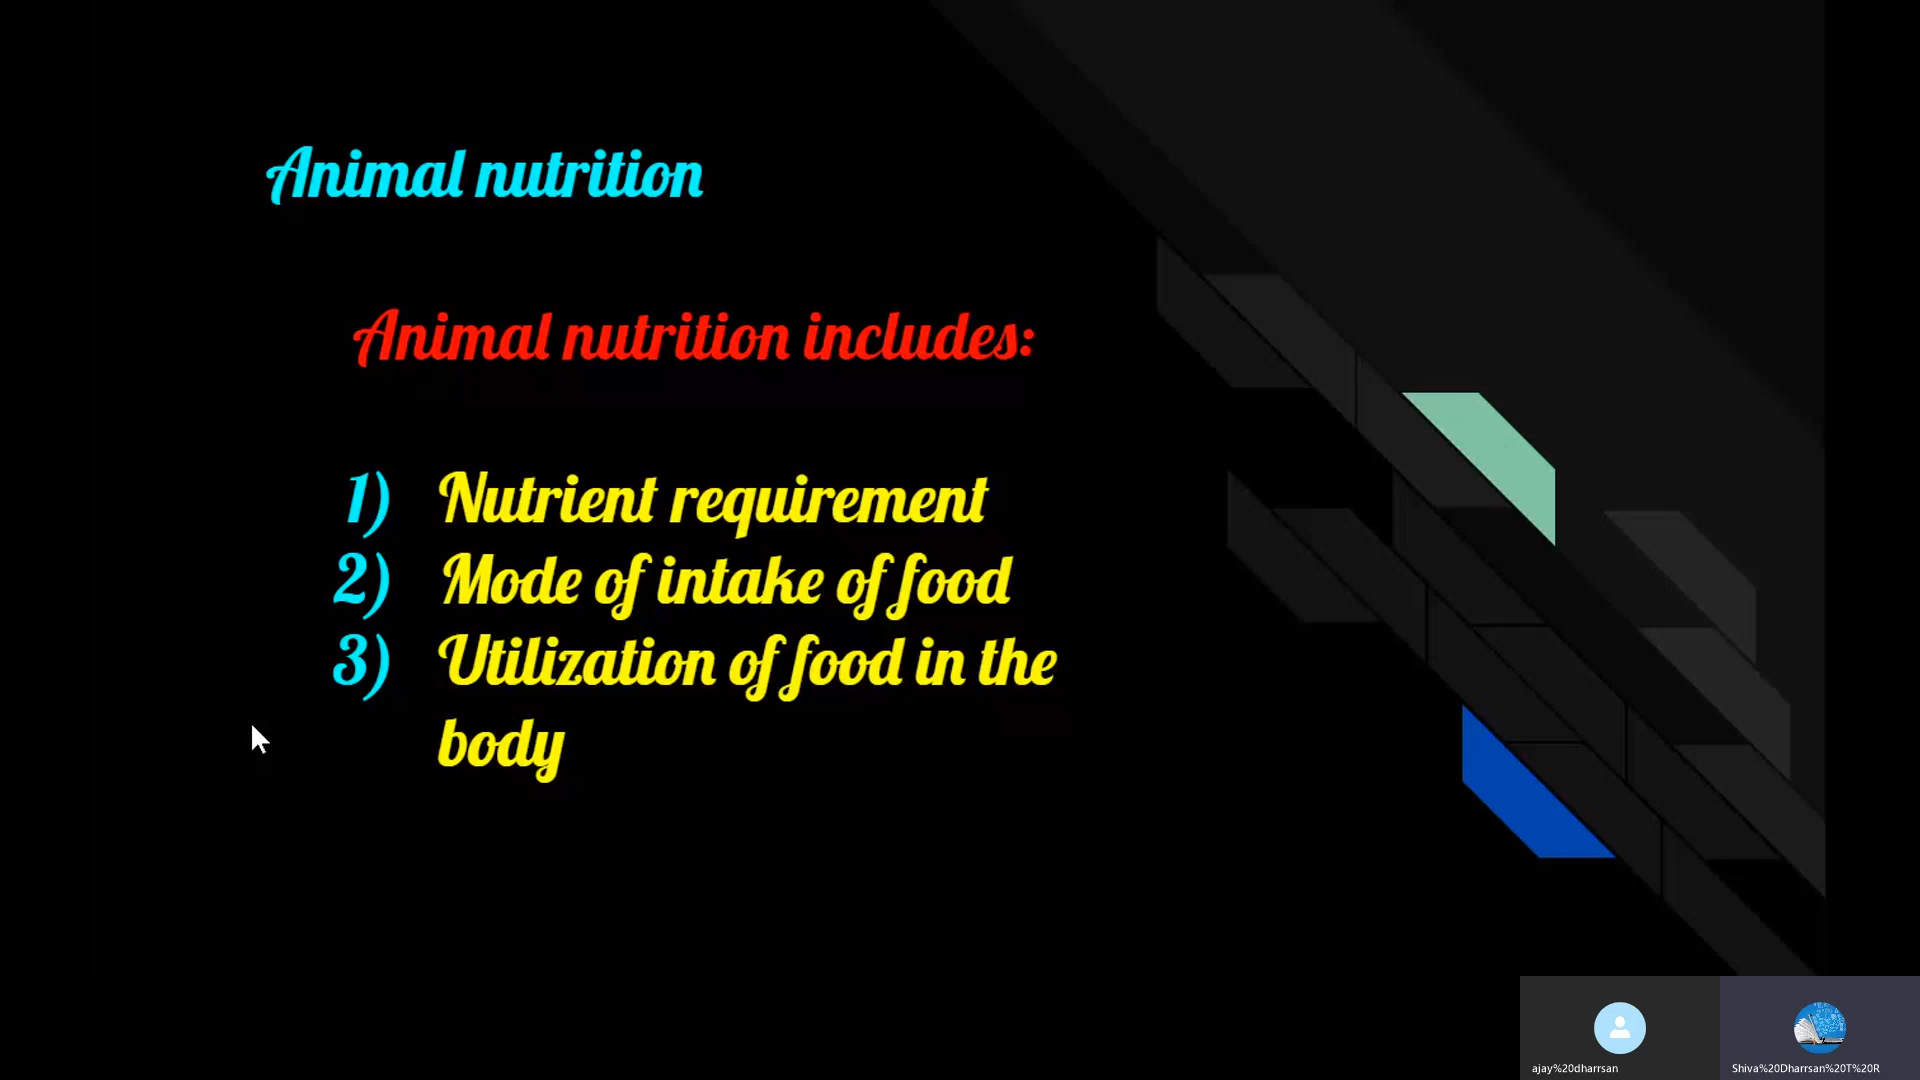 Animal nutrition
Animal nutrition includes:
1) Nutrient requirement
2) Mode of intake of food
3) Utilization of food in the
body
ajay%20dharrsan
Shiva%20Dharrsan%20T%20R